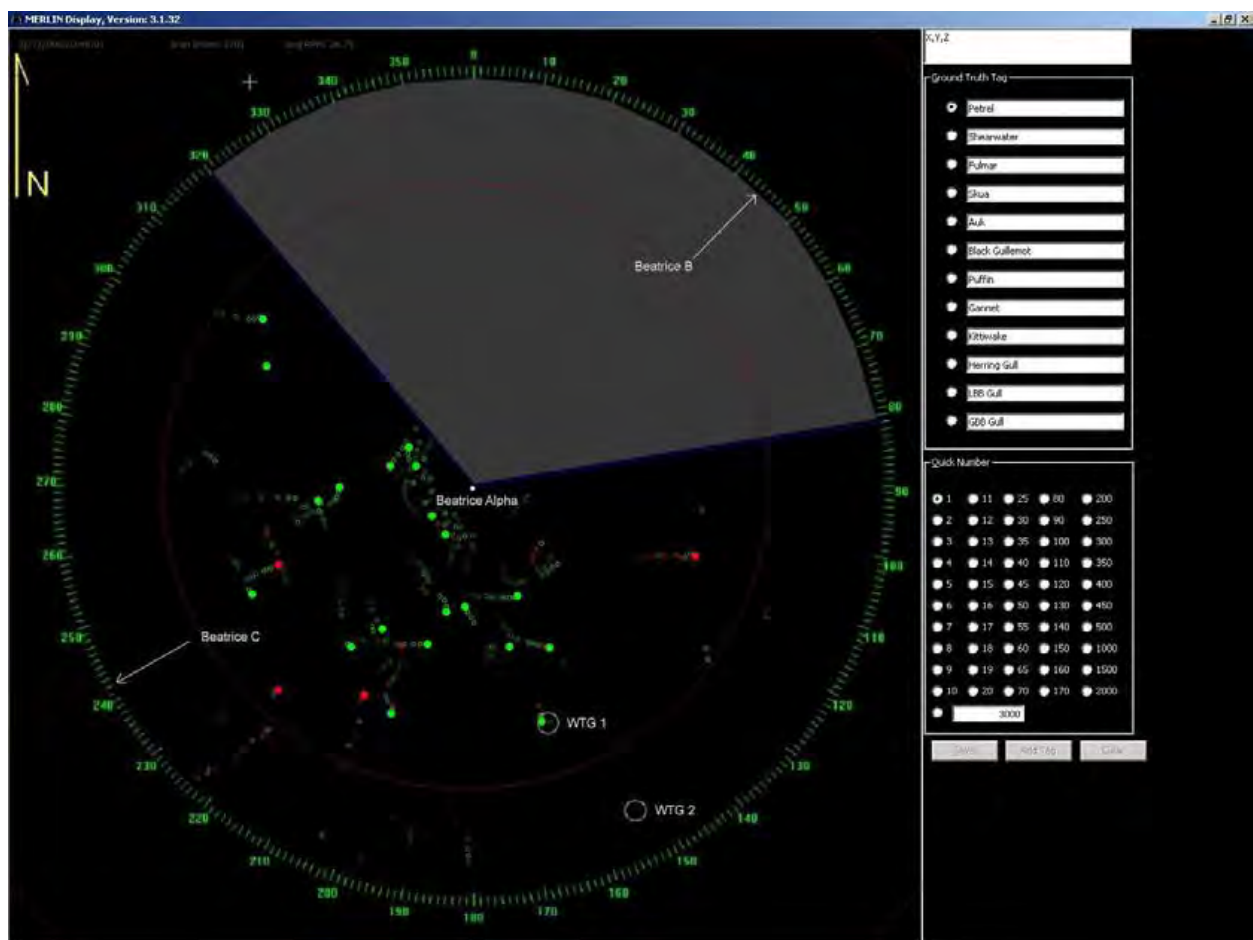 MERLIN Display, Version: 3.1.32
N
0
10
20
30
40
50
60
70
80
90
100
110
120
130
140
150
160
170
180
190
200
210
220
230
240
250
260
270
280
290
300
310
320
330
340
350
Beatrice B
Beatrice Alpha
Beatrice C
WTG 1
WTG 2
X,Y,Z
Ground Truth Tag
Petrel
Shearwater
Fulmar
Skua
Auk
Black Guillemot
Puffin
Gannet
Kittiwake
Herring Gull
LBB Gull
GBB Gull
Quick Number
1 11 25 80 200
2 12 30 90 250
3 13 35 100 300
4 14 40 110 350
5 15 45 120 400
6 16 50 130 450
7 17 55 140 500
8 18 60 150 1000
9 19 65 160 1500
10 20 70 170 2000
3000
Add Tag
Clear